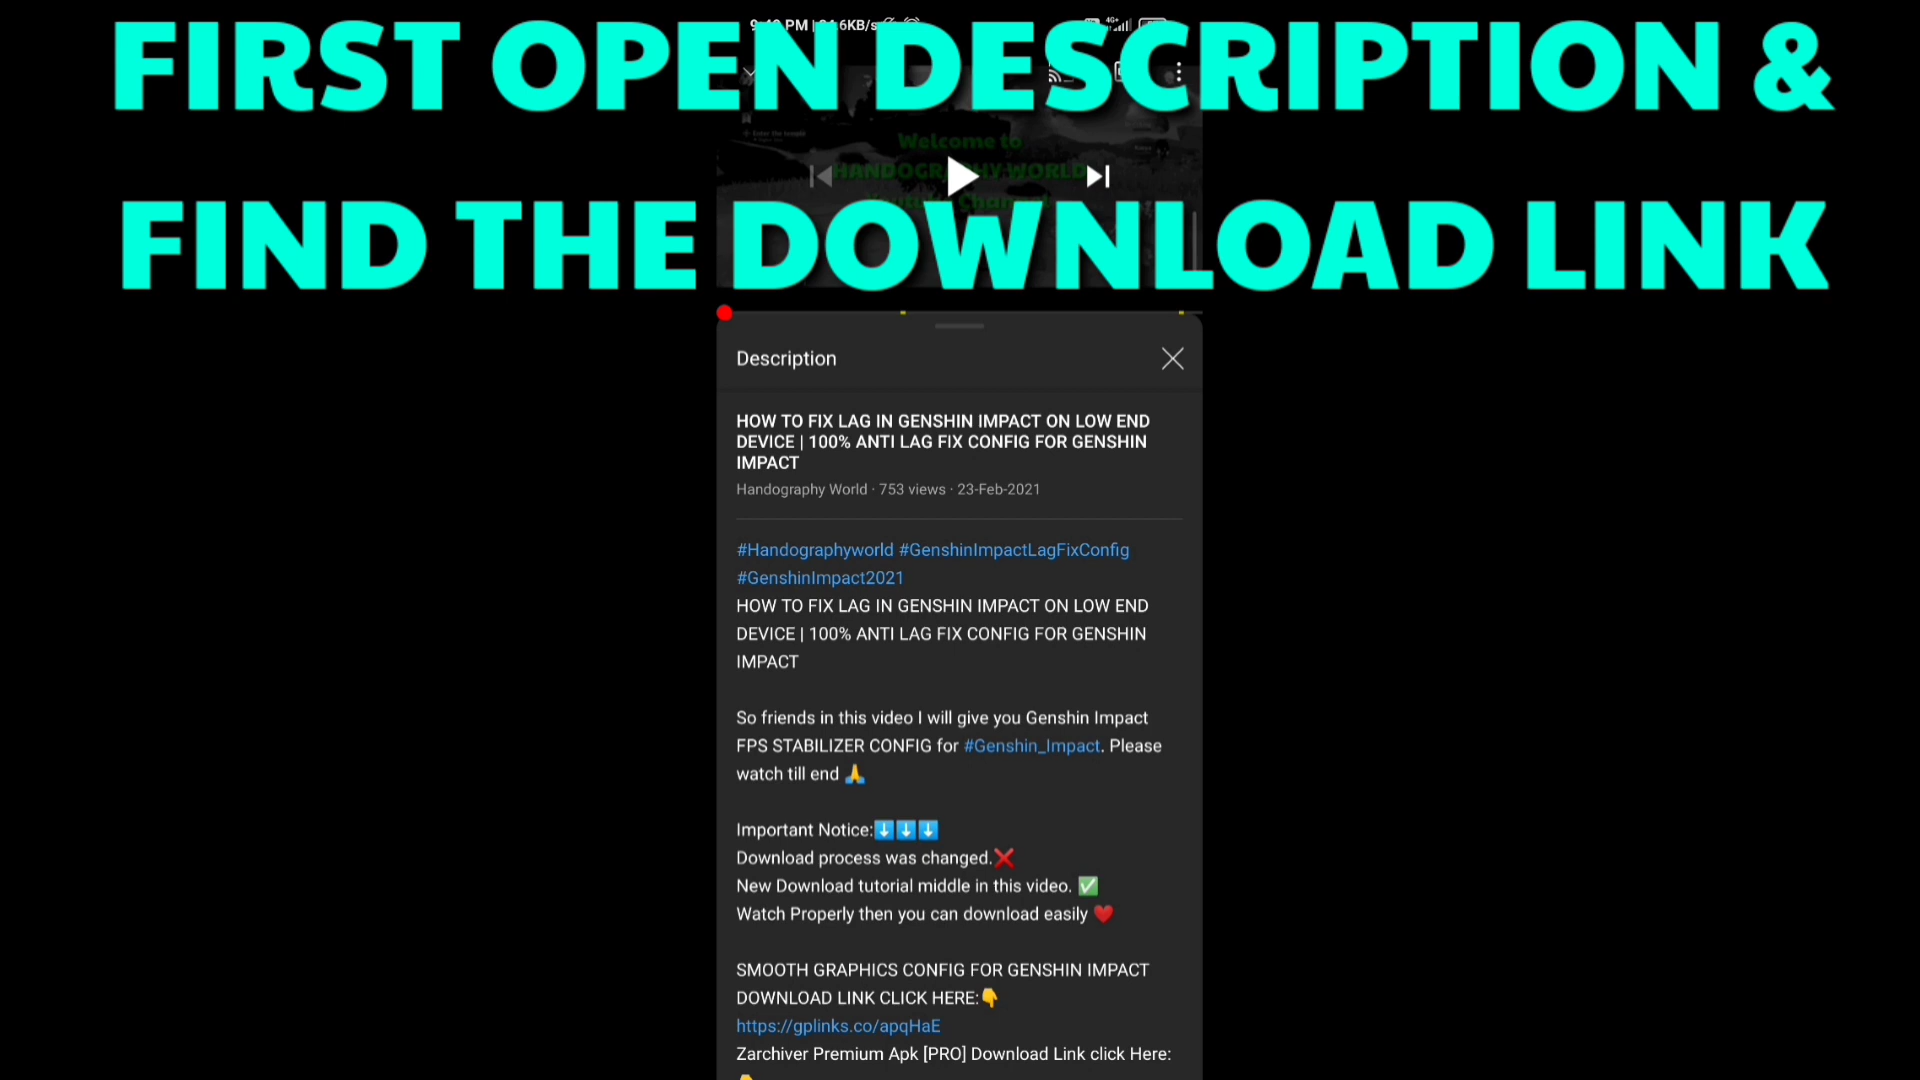 FIRST OPEN DESCRIPTION &
FIND THE DOWNLOAD LINK
Welcome to
Description
HOW TO FIX LAG IN GENSHIN IMPACT ON LOW END
DEVICE | 100% ANTI LAG FIX CONFIG FOR GENSHIN
IMPACT
Handography World · 753 views · 23-Feb-2021
#Handographyworld #GenshinImpactLagFixConfig
#GenshinImpact2021
HOW TO FIX LAG IN GENSHIN IMPACT ON LOW END
DEVICE | 100% ANTI LAG FIX CONFIG FOR GENSHIN
IMPACT
So friends in this video I will give you Genshin Impact
FPS STABILIZER CONFIG for #Genshin_Impact. Please
watch till end 🙏
Important Notice:⬇️⬇️⬇️
Download process was changed.❌
New Download tutorial middle in this video. ✅
Watch Properly then you can download easily ❤️
SMOOTH GRAPHICS CONFIG FOR GENSHIN IMPACT
DOWNLOAD LINK CLICK HERE:👇
https://gplinks.co/apqHaE
Zarchiver Premium Apk [PRO] Download Link click Here: